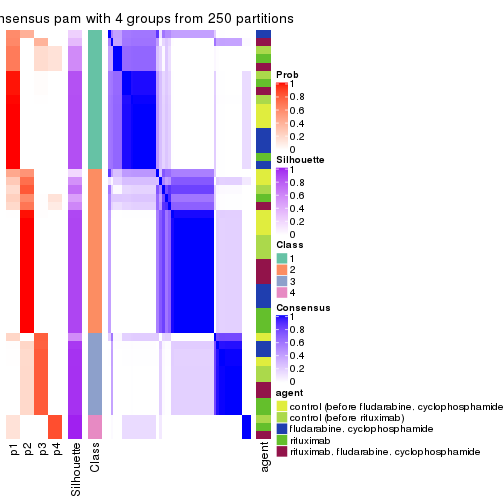 nsensus pam with 4 groups from 250 partitions
Prob
1
0.8
0.6
0.4
0.2
0
Silhouette
1
0.8
0.6
0.4
0.2
0
Class
1
2
3
4
Consensus
1
0.8
0.6
0.4
0.2
0
agent
control (before fludarabine. cyclophosphamide
control (before rituximab)
fludarabine. cyclophosphamide
rituximab
rituximab. fludarabine. cyclophosphamide
p1
p2
p3
p4
Silhouette
Class
agent